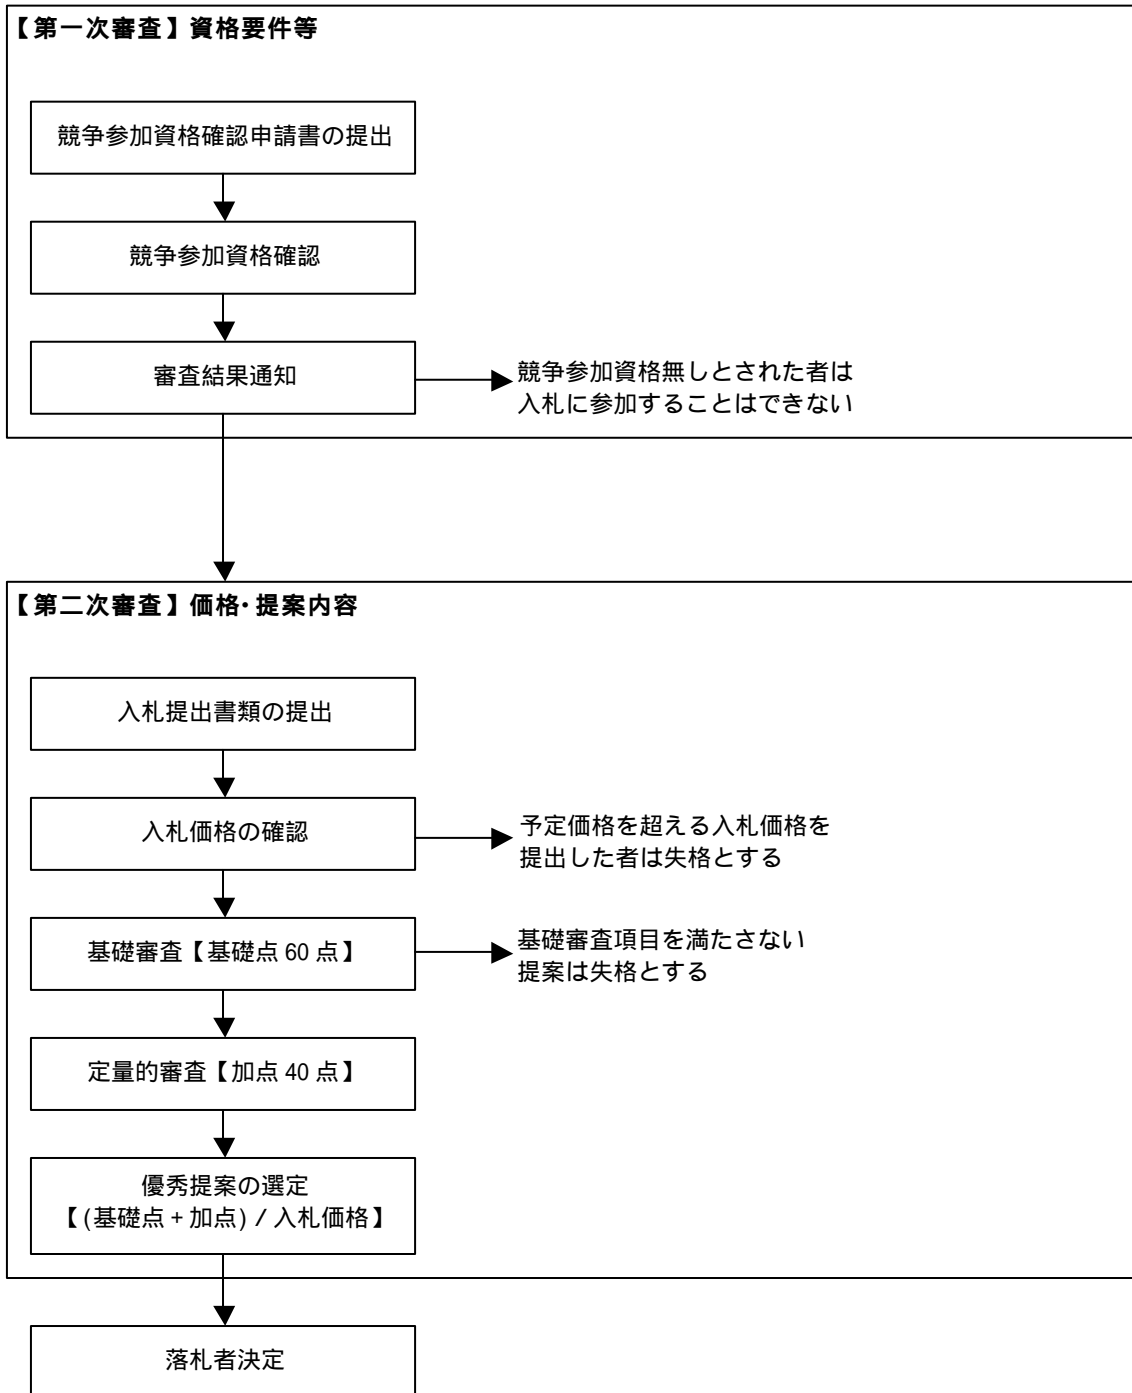 【第一次審査】資格要件等
競争参加資格確認申請書の提出
競争参加資格確認
審査結果通知
競争参加資格無しとされた者は
入札に参加することはできない
【第二次審査】価格・提案内容
入札提出書類の提出
入札価格の確認
予定価格を超える入札価格を
提出した者は失格とする
基礎審査【基礎点 60 点】
基礎審査項目を満たさない
提案は失格とする
定量的審査【加点 40 点】
優秀提案の選定
【(基礎点+加点)/入札価格】
落札者決定